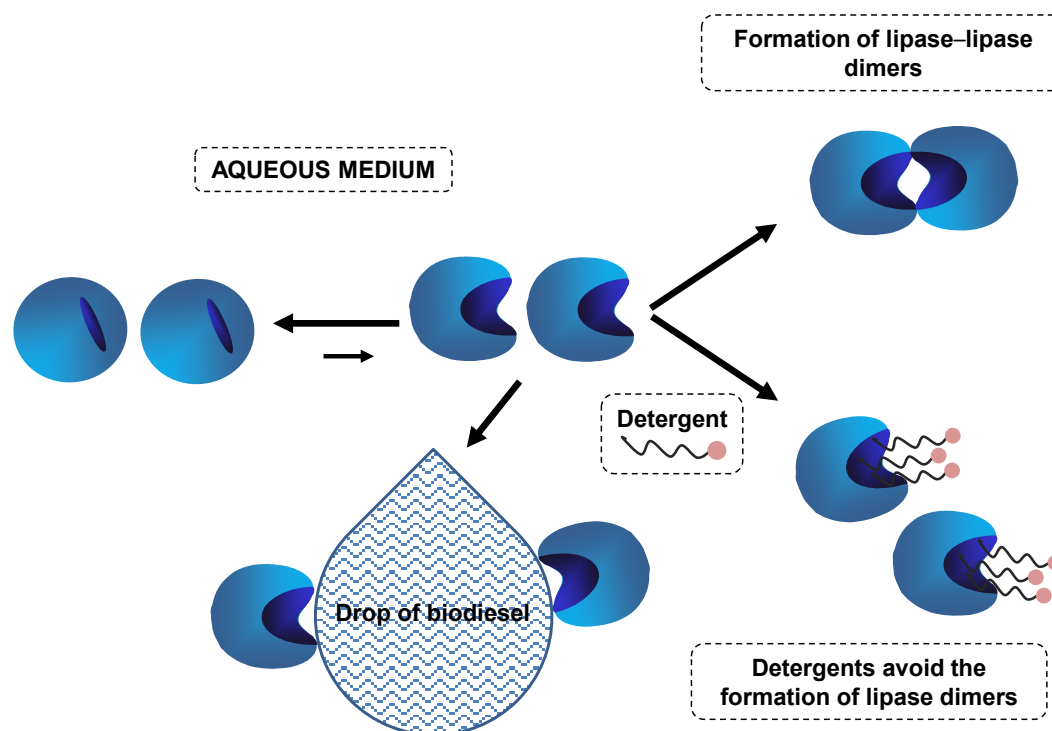 Formation of lipase–lipase
dimers
AQUEOUS MEDIUM
Detergent
Drop of biodiesel
Detergents avoid the
formation of lipase dimers